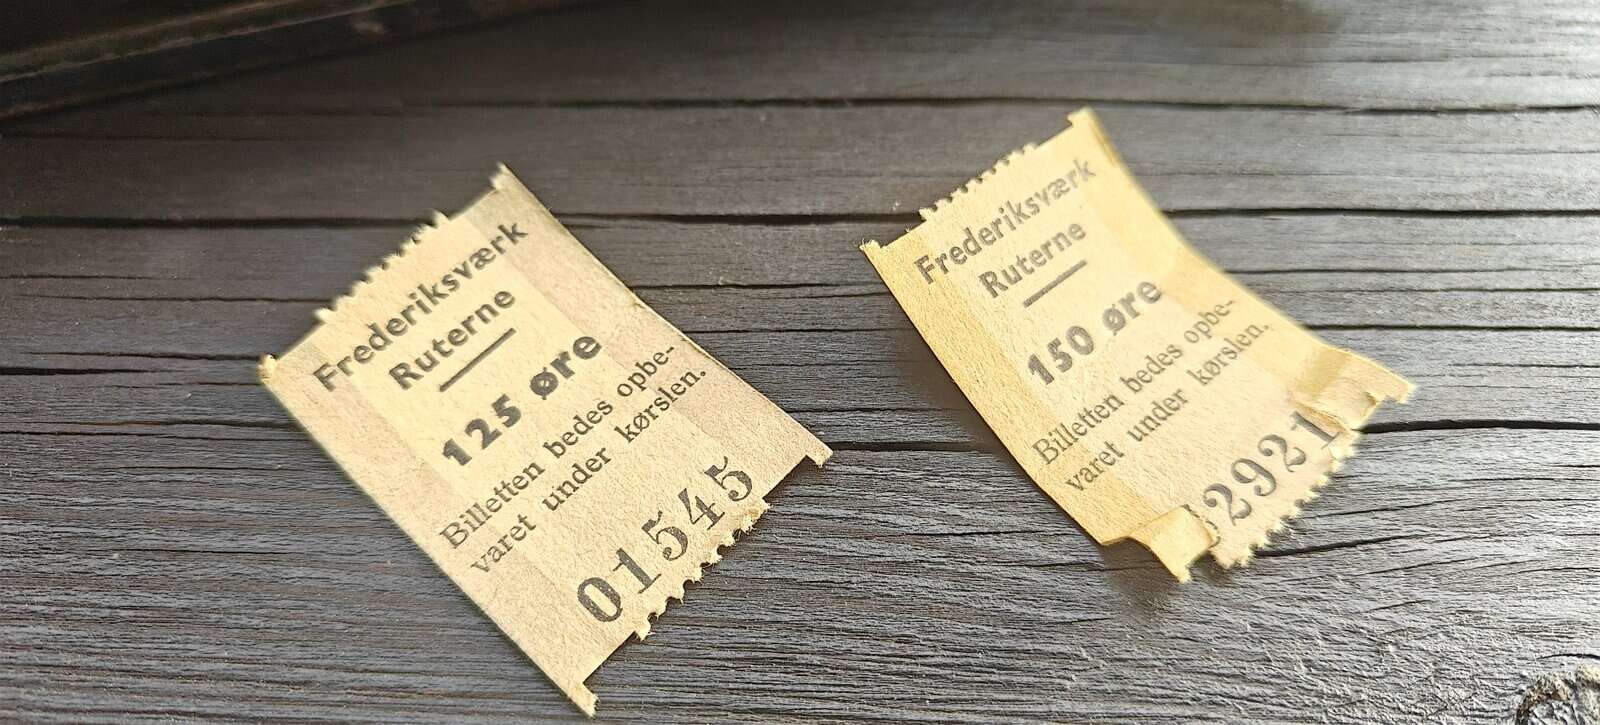 Frederiksværk
Ruterne
125 øre
Billetten bedes opbe-
varet under kørslen.
01545
Frederiksværk
Ruterne
150 øre
Billetten bedes opbe-
varet under kørslen.
2921